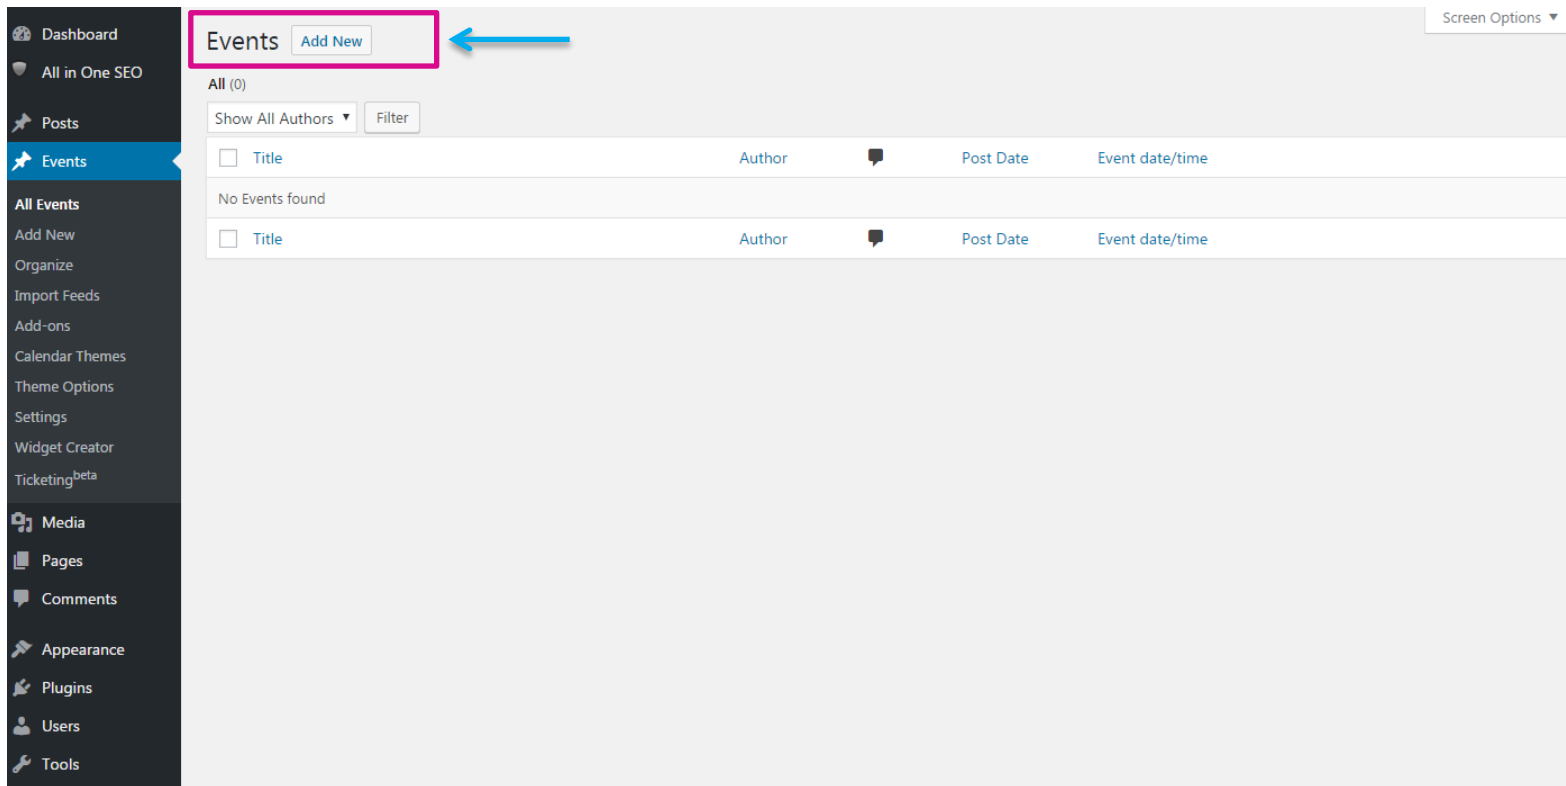 Dashboard
All in One SEO
Posts
Events
All Events
Add New
Organize
Import Feeds
Add-ons
Calendar Themes
Theme Options
Settings
Widget Creator
Ticketingbeta
Media
Pages
Comments
Appearance
Plugins
Users
Tools
Screen Options
Events Add New
All (0)
Show All Authors Filter
Title Author Post Date Event date/time
No Events found
Title Author Post Date Event date/time